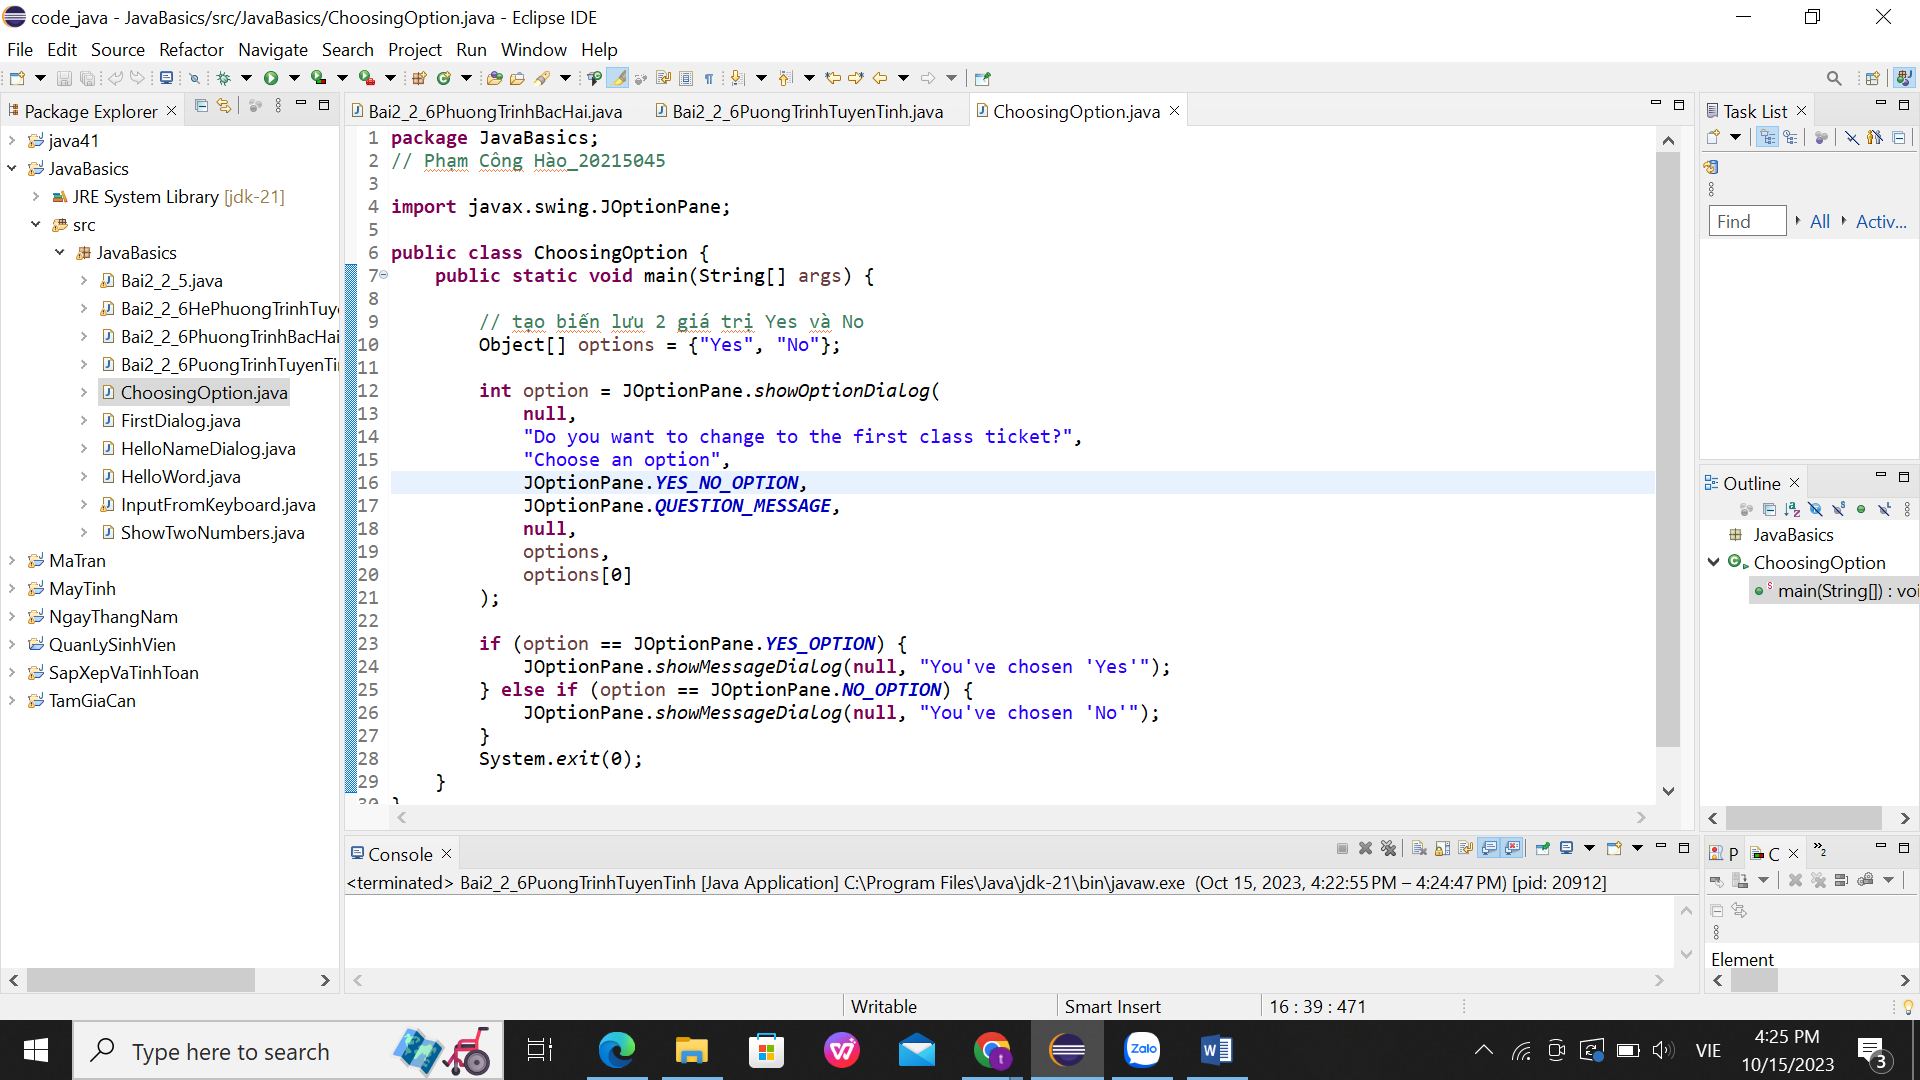 code_java - JavaBasics/src/JavaBasics/ChoosingOption.java - Eclipse IDE
File Edit Source Refactor Navigate Search Project Run Window Help
Package Explorer
java41
JavaBasics
JRE System Library [jdk-21]
src
JavaBasics
Bai2_2_5.java
Bai2_2_6HePhuongTrinhTuye
Bai2_2_6PhuongTrinhBacHai
Bai2_2_6PuongTrinhTuyenTi
ChoosingOption.java
FirstDialog.java
HelloNameDialog.java
HelloWord.java
InputFromKeyboard.java
ShowTwoNumbers.java
MaTran
MayTinh
NgayThangNam
QuanLySinhVien
SapXepVaTinhToan
TamGiaCan
Bai2_2_6PhuongTrinhBacHai.java Bai2_2_6PuongTrinhTuyenTinh.java ChoosingOption.java
1 package JavaBasics;
2 // Phạm Công Hào_20215045
3
4 import javax.swing.JOptionPane;
5
6 public class ChoosingOption {
7 public static void main(String[] args) {
8
9 // tạo biến lưu 2 giá trị Yes và No
10 Object[] options = {"Yes", "No"};
11
12 int option = JOptionPane.showOptionDialog(
13 null,
14 "Do you want to change to the first class ticket?",
15 "Choose an option",
16 JOptionPane.YES_NO_OPTION,
17 JOptionPane.QUESTION_MESSAGE,
18 null,
19 options,
20 options[0]
21 );
22
23 if (option == JOptionPane.YES_OPTION) {
24 JOptionPane.showMessageDialog(null, "You've chosen 'Yes'");
25 } else if (option == JOptionPane.NO_OPTION) {
26 JOptionPane.showMessageDialog(null, "You've chosen 'No'");
27 }
28 System.exit(0);
29 }
30 }
Console
<terminated> Bai2_2_6PuongTrinhTuyenTinh [Java Application] C:\Program Files\Java\jdk-21\bin\javaw.exe (Oct 15, 2023, 4:22:55 PM – 4:24:47 PM) [pid: 20912]
Task List
Find All Activ...
Outline
JavaBasics
ChoosingOption
main(String[]) : voi
P C 2
Element
Writable Smart Insert 16 : 39 : 471
Type here to search
Zalo
VIE
4:25 PM
10/15/2023
3